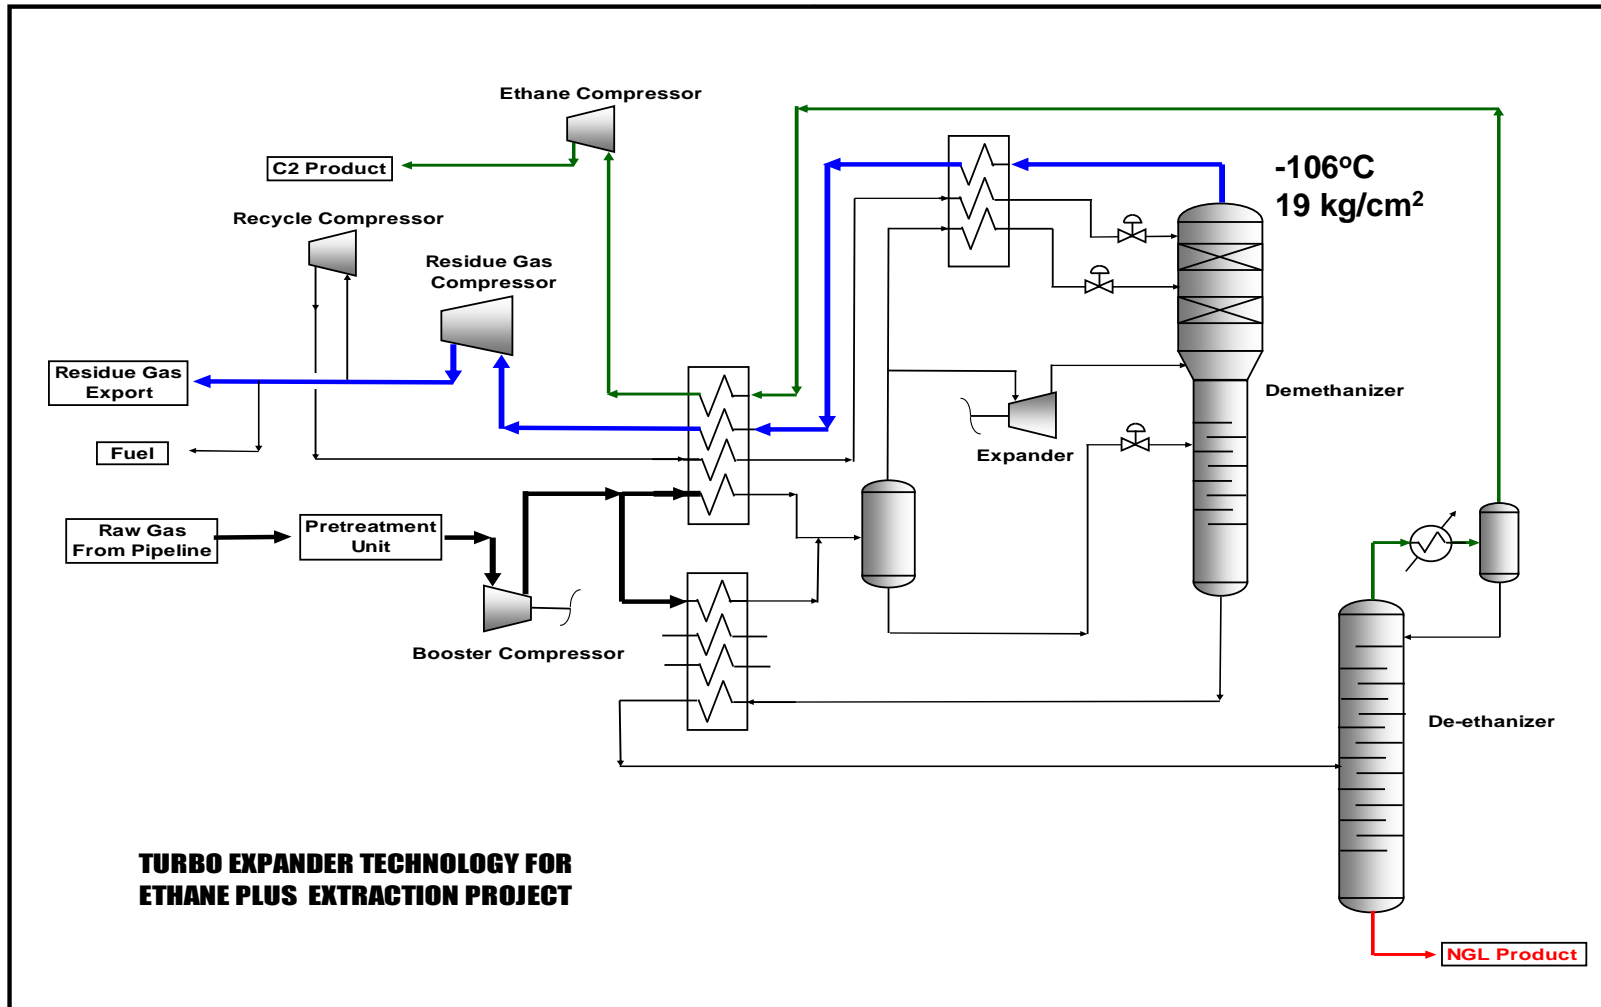 Ethane Compressor
C2 Product
-106ºC
19 kg/cm²
Recycle Compressor
Residue Gas
Compressor
Residue Gas
Export
Demethanizer
Fuel
Expander
Raw Gas
From Pipeline
Pretreatment
Unit
Booster Compressor
De-ethanizer
TURBO EXPANDER TECHNOLOGY FOR
ETHANE PLUS EXTRACTION PROJECT
NGL Product